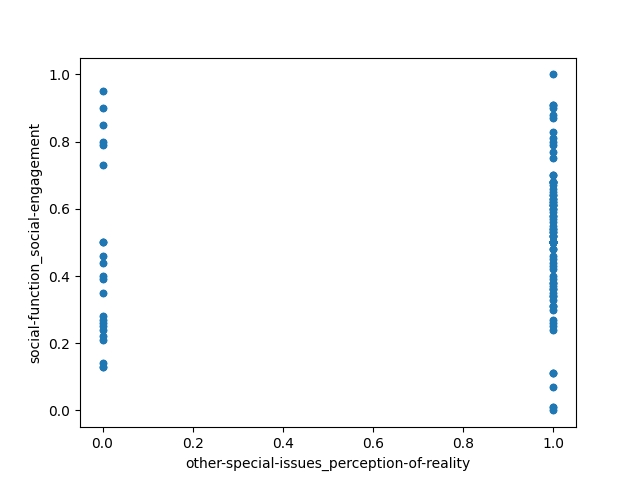 1.0
0.8
0.6
0.4
0.2
0.0
social-function_social-engagement
0.0 0.2 0.4 0.6 0.8 1.0
other-special-issues_perception-of-reality